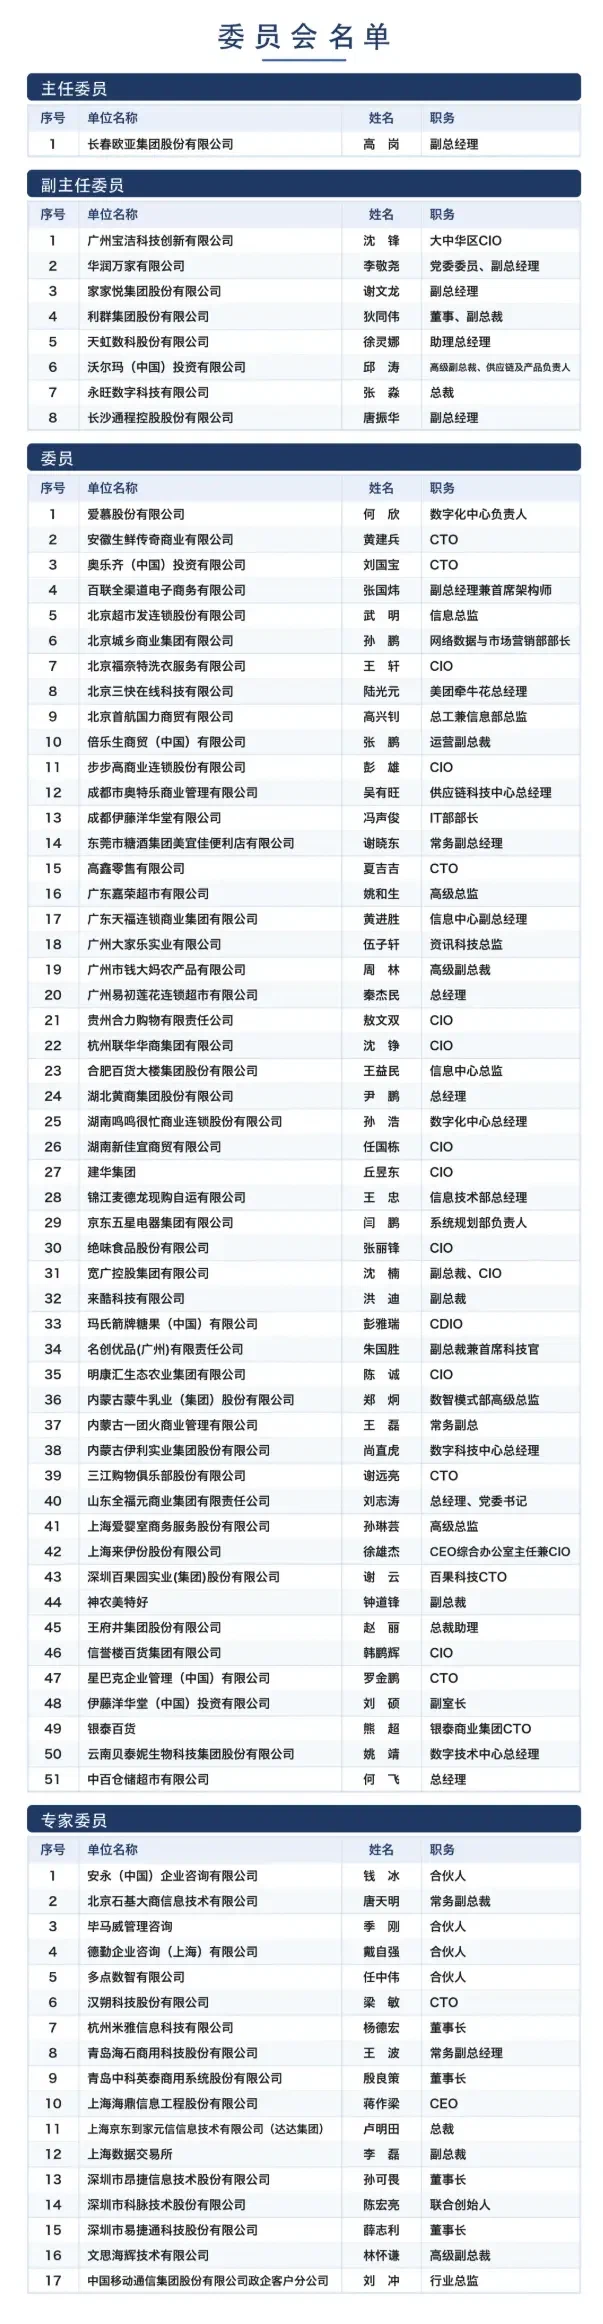 委员会名单
主任委员
序号 单位名称 姓名 职务
1 长春欧亚集团股份有限公司 高 岗 副总经理
副主任委员
序号 单位名称 姓名 职务
1 广州宝洁科技创新有限公司 沈 锋 大中华区CIO
2 华润万家有限公司 李敬尧 党委委员、副总经理
3 家家悦集团股份有限公司 谢文龙 副总经理
4 利群集团股份有限公司 狄同伟 董事、副总裁
5 天虹数科股份有限公司 徐灵娜 助理总经理
6 沃尔玛（中国）投资有限公司 邱 涛 高级副总裁、供应链及产品负责人
7 永旺数字科技有限公司 张 淼 总裁
8 长沙通程控股股份有限公司 唐振华 副总经理
委员
序号 单位名称 姓名 职务
1 爱慕股份有限公司 何 欣 数字化中心负责人
2 安徽生鲜传奇商业有限公司 黄建兵 CTO
3 奥乐齐（中国）投资有限公司 刘国宝 CTO
4 百联全渠道电子商务有限公司 张国炜 副总经理兼首席架构师
5 北京超市发连锁股份有限公司 武 明 信息总监
6 北京城乡商业集团有限公司 孙 鹏 网络数据与市场营销部部长
7 北京福奈特洗衣服务有限公司 王 轩 CIO
8 北京三快在线科技有限公司 陆光元 美团牵牛花总经理
9 北京首航国力商贸有限公司 高兴钊 总工兼信息部总监
10 倍乐生商贸（中国）有限公司 张 鹏 运营副总裁
11 步步高商业连锁股份有限公司 彭 雄 CIO
12 成都市奥特乐商业管理有限公司 吴有旺 供应链科技中心总经理
13 成都伊藤洋华堂有限公司 冯声俊 IT部部长
14 东莞市糖酒集团美宜佳便利店有限公司 谢晓东 常务副总经理
15 高鑫零售有限公司 夏吉吉 CTO
16 广东嘉荣超市有限公司 姚和生 高级总监
17 广东天福连锁商业集团有限公司 黄进胜 信息中心副总经理
18 广州大家乐实业有限公司 伍子轩 资讯科技总监
19 广州市钱大妈农产品有限公司 周 林 高级副总裁
20 广州易初莲花连锁超市有限公司 秦杰民 总经理
21 贵州合力购物有限责任公司 敖文双 CIO
22 杭州联华华商集团有限公司 沈 铮 CIO
23 合肥百货大楼集团股份有限公司 王益民 信息中心总监
24 湖北黄商集团股份有限公司 尹 鹏 总经理
25 湖南鸣鸣很忙商业连锁股份有限公司 孙 浩 数字化中心总经理
26 湖南新佳宜商贸有限公司 任国栋 CIO
27 建华集团 丘昱东 CIO
28 锦江麦德龙现购自运有限公司 王 忠 信息技术部总经理
29 京东五星电器集团有限公司 闫 鹏 系统规划部负责人
30 绝味食品股份有限公司 张丽锋 CIO
31 宽广控股集团有限公司 沈 楠 副总裁、CIO
32 来酷科技有限公司 洪 迪 副总裁
33 玛氏箭牌糖果（中国）有限公司 彭雅瑞 CDIO
34 名创优品(广州)有限责任公司 朱国胜 副总裁兼首席科技官
35 明康汇生态农业集团有限公司 陈 诚 CIO
36 内蒙古蒙牛乳业（集团）股份有限公司 郑 炯 数智模式部高级总监
37 内蒙古一团火商业管理有限公司 王 磊 常务副总
38 内蒙古伊利实业集团股份有限公司 尚直虎 数字科技中心总经理
39 三江购物俱乐部股份有限公司 谢远亮 CTO
40 山东全福元商业集团有限责任公司 刘志涛 总经理、党委书记
41 上海爱婴室商务服务股份有限公司 孙琳芸 高级总监
42 上海来伊份股份有限公司 徐雄杰 CEO综合办公室主任兼CIO
43 深圳百果园实业(集团)股份有限公司 谢 云 百果科技CTO
44 神农美特好 钟道锋 副总裁
45 王府井集团股份有限公司 赵 丽 总裁助理
46 信誉楼百货集团有限公司 韩鹏辉 CIO
47 星巴克企业管理（中国）有限公司 罗金鹏 CTO
48 伊藤洋华堂（中国）投资有限公司 刘 硕 副室长
49 银泰百货 熊 超 银泰商业集团CTO
50 云南贝泰妮生物科技集团股份有限公司 姚 靖 数字技术中心总经理
51 中百仓储超市有限公司 何 飞 总经理
专家委员
序号 单位名称 姓名 职务
1 安永（中国）企业咨询有限公司 钱 冰 合伙人
2 北京石基大商信息技术有限公司 唐天明 常务副总裁
3 毕马威管理咨询 季 刚 合伙人
4 德勤企业咨询（上海）有限公司 戴自强 合伙人
5 多点数智有限公司 任中伟 合伙人
6 汉朔科技股份有限公司 梁 敏 CTO
7 杭州米雅信息科技有限公司 杨德宏 董事长
8 青岛海石商用科技股份有限公司 王 波 常务副总经理
9 青岛中科英泰商用系统股份有限公司 殷良策 董事长
10 上海海鼎信息工程股份有限公司 蒋作梁 CEO
11 上海京东到家元信信息技术有限公司（达达集团） 卢明田 总裁
12 上海数据交易所 李 磊 副总裁
13 深圳市昂捷信息技术股份有限公司 孙可畏 董事长
14 深圳市科脉技术股份有限公司 陈宏亮 联合创始人
15 深圳市易捷通科技股份有限公司 薛志利 董事长
16 文思海辉技术有限公司 林怀谦 高级副总裁
17 中国移动通信集团股份有限公司政企客户分公司 刘 冲 行业总监